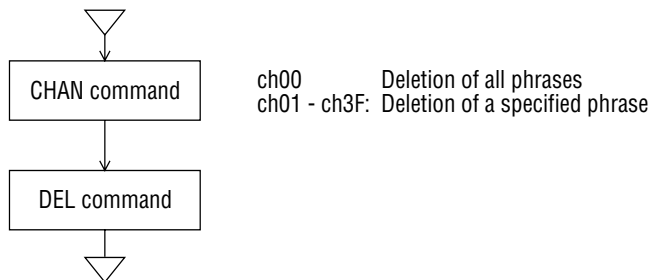 CHAN command
ch00 Deletion of all phrases
ch01 - ch3F: Deletion of a specified phrase
DEL command